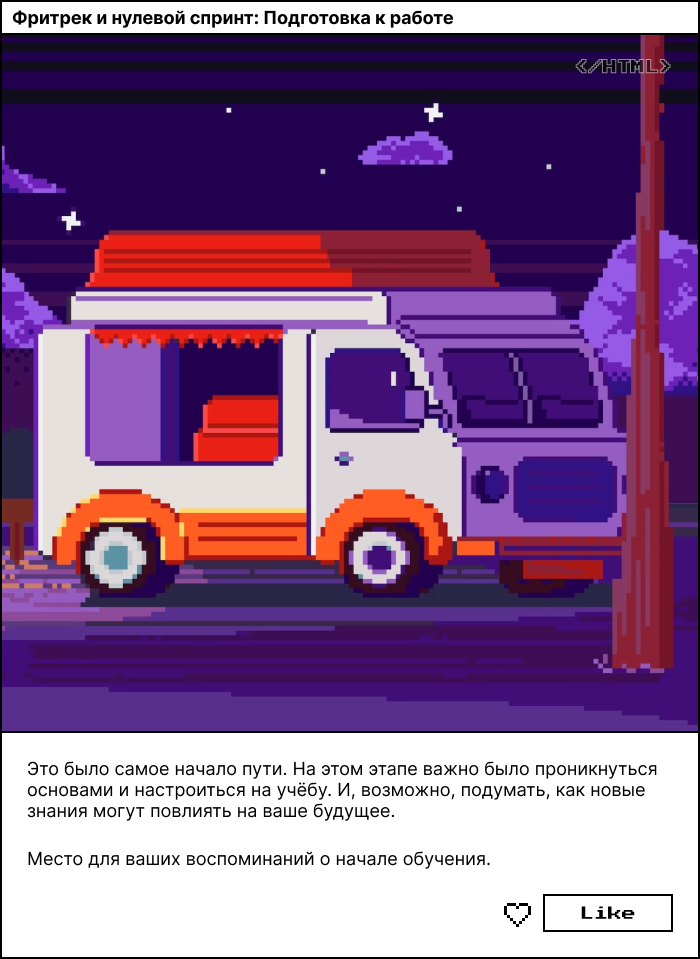 Фритрек и нулевой спринт: Подготовка к работе
</HTML>
Это было самое начало пути. На этом этапе важно было проникнуться
основами и настроиться на учёбу. И, возможно, подумать, как новые
знания могут повлиять на ваше будущее.
Место для ваших воспоминаний о начале обучения.
Like